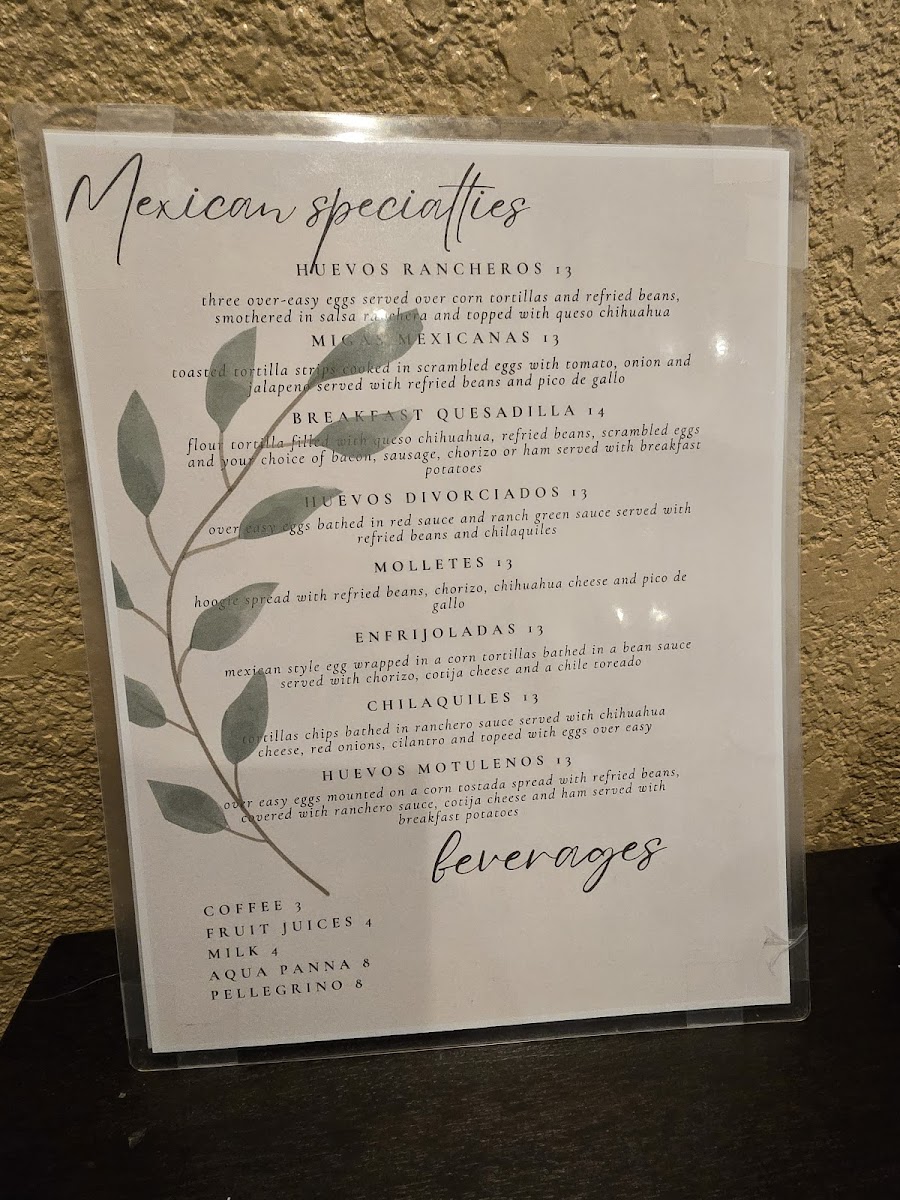 Mexican specialties
HUEVOS RANCHEROS 13
three over-easy eggs served over corn tortillas and refried beans,
smothered in salsa ranchera and topped with queso chihuahua
MIGAS MEXICANAS 13
toasted tortilla strips cooked in scrambled eggs with tomato, onion and
jalapeno served with refried beans and pico de gallo
BREAKFAST QUESADILLA 14
flour tortilla filled with queso chihuahua, refried beans, scrambled eggs
and your choice of bacon, sausage, chorizo or ham served with breakfast
potatoes
HUEVOS DIVORCIADOS 13
over easy eggs bathed in red sauce and ranch green sauce served with
refried beans and chilaquiles
MOLLETES 13
hoogie spread with refried beans, chorizo, chihuahua cheese and pico de
gallo
ENFRIJOLADAS 13
mexican style egg wrapped in a corn tortillas bathed in a bean sauce
served with chorizo, cotija cheese and a chile toreado
CHILAQUILES 13
tortillas chips bathed in ranchero sauce served with chihuahua
cheese, red onions, cilantro and topeed with eggs over easy
HUEVOS MOTULENOS 13
over easy eggs mounted on a corn tostada spread with refried beans,
covered with ranchero sauce, cotija cheese and ham served with
breakfast potatoes
beverages
COFFEE 3
FRUIT JUICES 4
MILK 4
AQUA PANNA 8
PELLEGRINO 8